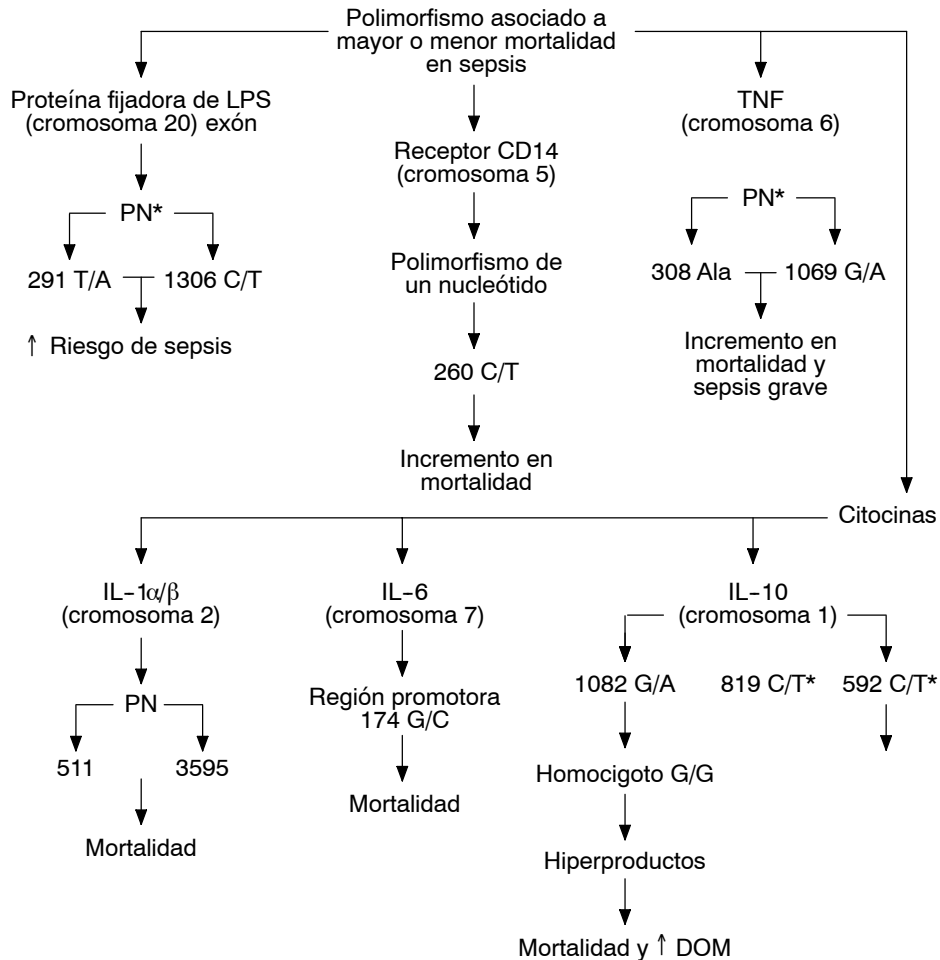 Polimorfismo asociado a
mayor o menor mortalidad
en sepsis
Proteína fijadora de LPS
(cromosoma 20) exón
PN*
291 T/A
1306 C/T
↑ Riesgo de sepsis
Receptor CD14
(cromosoma 5)
Polimorfismo de
un nucleótido
260 C/T
Incremento en
mortalidad
TNF
(cromosoma 6)
PN*
308 Ala
1069 G/A
Incremento en
mortalidad y
sepsis grave
Citocinas
IL-1α/β
(cromosoma 2)
PN
511
3595
Mortalidad
IL-6
(cromosoma 7)
Región promotora
174 G/C
Mortalidad
IL-10
(cromosoma 1)
1082 G/A
819 C/T*
592 C/T*
Homocigoto G/G
Hiperproductos
Mortalidad y ↑ DOM